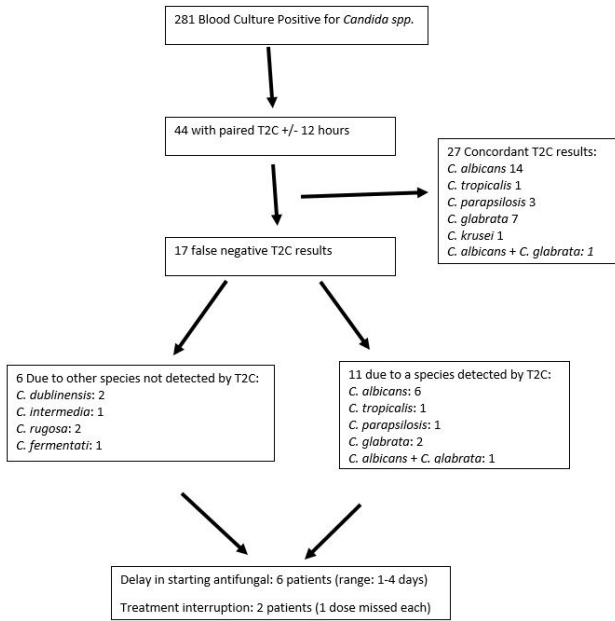 281 Blood Culture Positive for Candida spp.
44 with paired T2C +/- 12 hours
27 Concordant T2C results:
C. albicans 14
C. tropicalis 1
C. parapsilosis 3
C. glabrata 7
C. krusei 1
C. albicans + C. glabrata: 1
17 false negative T2C results
6 Due to other species not detected by T2C:
C. dublinensis: 2
C. intermedia: 1
C. rugosa: 2
C. fermentati: 1
11 due to a species detected by T2C:
C. albicans: 6
C. tropicalis: 1
C. parapsilosis: 1
C. glabrata: 2
C. albicans + C. glabrata: 1
Delay in starting antifungal: 6 patients (range: 1-4 days)
Treatment interruption: 2 patients (1 dose missed each)